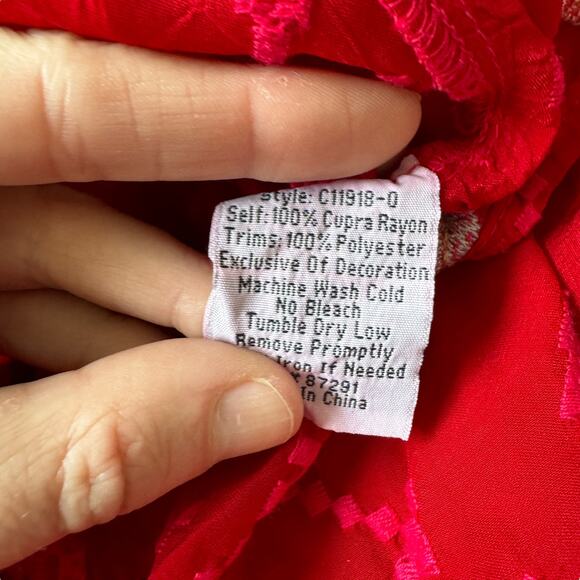 Style: C11918-0
Self: 100% Cupra Rayon
Trims: 100% Polyester
Exclusive Of Decoration
Machine Wash Cold
No Bleach
Tumble Dry Low
Remove Promptly
Iron If Needed
87291
In China